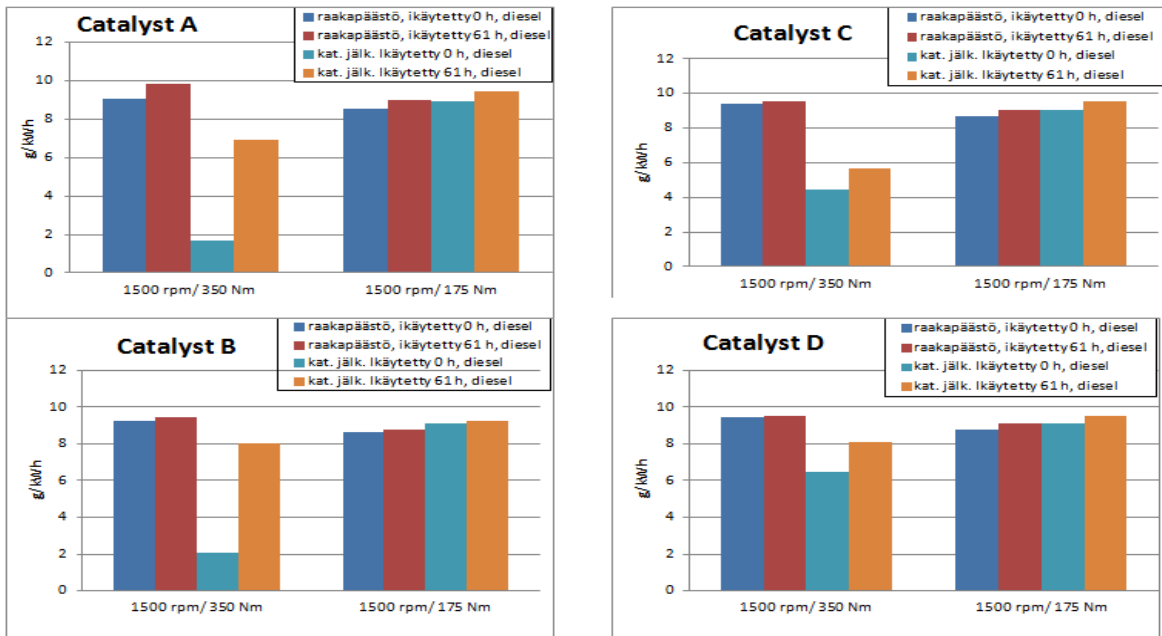 Catalyst A
raakapäästö, ikäytetty 0 h, diesel
raakapäästö, ikäytetty 61 h, diesel
kat. jälk. Ikäytetty 0 h, diesel
kat. jälk. Ikäytetty 61 h, diesel
g/kWh
12
10
8
6
4
2
0
1500 rpm/ 350 Nm
1500 rpm/ 175 Nm
Catalyst C
raakapäästö, ikäytetty 0 h, diesel
raakapäästö, ikäytetty 61 h, diesel
kat. jälk. Ikäytetty 0 h, diesel
kat. jälk. Ikäytetty 61 h, diesel
g/kWh
12
10
8
6
4
2
0
1500 rpm/ 350 Nm
1500 rpm/ 175 Nm
Catalyst B
raakapäästö, ikäytetty 0 h, diesel
raakapäästö, ikäytetty 61 h, diesel
kat. jälk. Ikäytetty 0 h, diesel
kat. jälk. Ikäytetty 61 h, diesel
g/kWh
12
10
8
6
4
2
0
1500 rpm/ 350 Nm
1500 rpm/ 175 Nm
Catalyst D
raakapäästö, ikäytetty 0 h, diesel
raakapäästö, ikäytetty 61 h, diesel
kat. jälk. Ikäytetty 0 h, diesel
kat. jälk. Ikäytetty 61 h, diesel
g/kWh
12
10
8
6
4
2
0
1500 rpm/ 350 Nm
1500 rpm/ 175 Nm